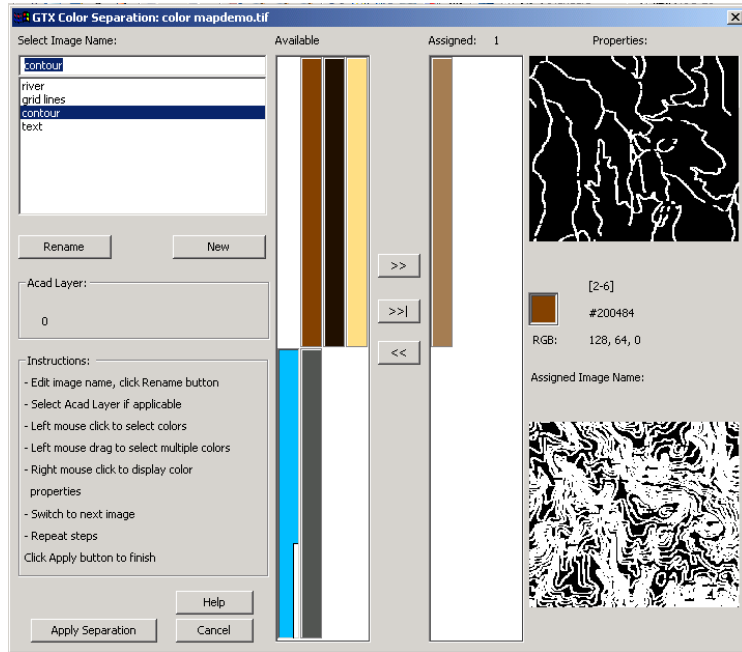 GTX Color Separation: color mapdemo.tif
Select Image Name:
Available
Assigned: 1
Properties:
contour
river
grid lines
contour
text
Rename
New
>>
>>|
<<
Acad Layer:
0
[2-6]
#200484
RGB: 128, 64, 0
Instructions:
- Edit image name, click Rename button
- Select Acad Layer if applicable
- Left mouse click to select colors
- Left mouse drag to select multiple colors
- Right mouse click to display color
properties
- Switch to next image
- Repeat steps
Click Apply button to finish
Assigned Image Name:
Help
Apply Separation
Cancel